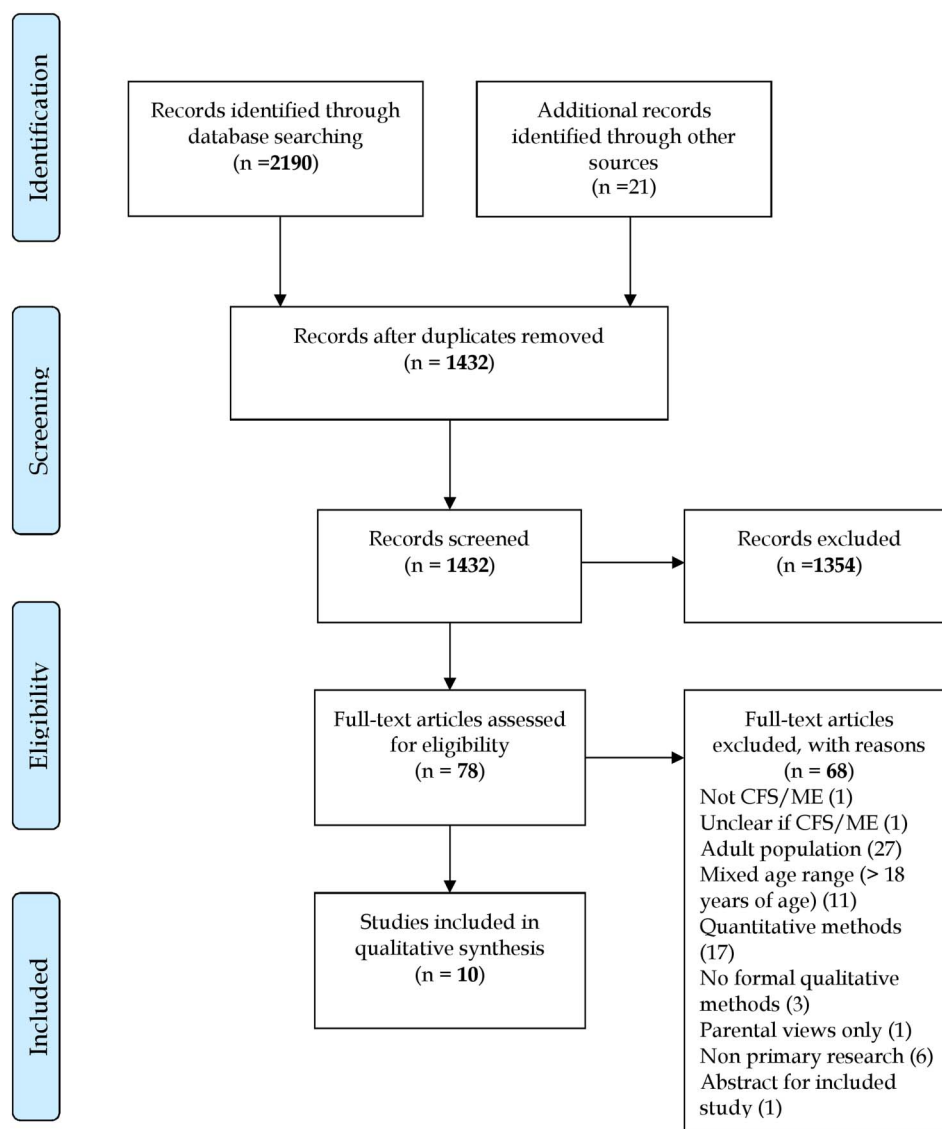 Identification
Records identified through
database searching
(n =2190)
Additional records
identified through other
sources
(n =21)
Screening
Records after duplicates removed
(n = 1432)
Records screened
(n = 1432)
Records excluded
(n =1354)
Eligibility
Full-text articles assessed
for eligibility
(n = 78)
Full-text articles
excluded, with reasons
(n = 68)
Not CFS/ME (1)
Unclear if CFS/ME (1)
Adult population (27)
Mixed age range (> 18
years of age) (11)
Quantitative methods
(17)
No formal qualitative
methods (3)
Parental views only (1)
Non primary research (6)
Abstract for included
study (1)
Included
Studies included in
qualitative synthesis
(n = 10)